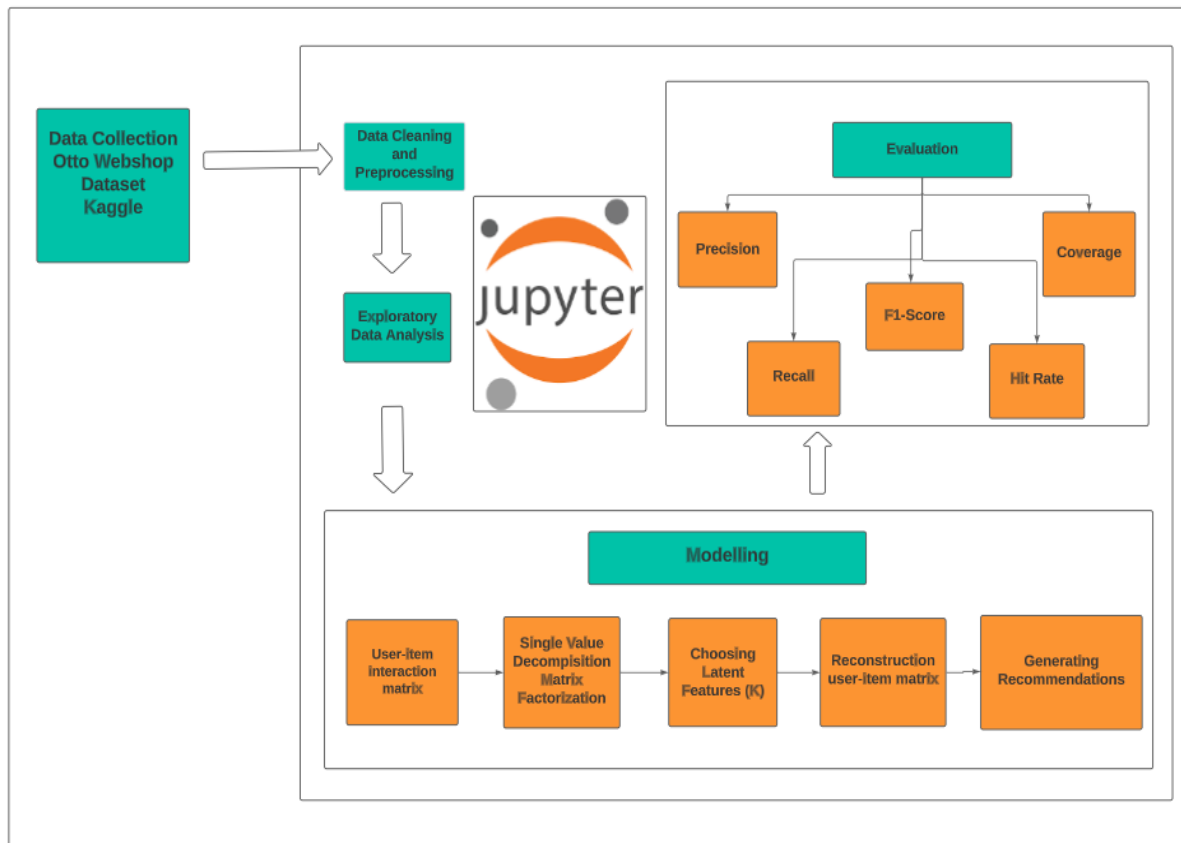 Data Collection
Otto Webshop
Dataset
Kaggle
Data Cleaning
and
Preprocessing
Exploratory
Data Analysis
jupyter
Evaluation
Precision
Recall
F1-Score
Hit Rate
Coverage
Modelling
User-item
interaction
matrix
Single Value
Decompisition
Matrix
Factorization
Choosing
Latent
Features (K)
Reconstruction
user-item matrix
Generating
Recommendations